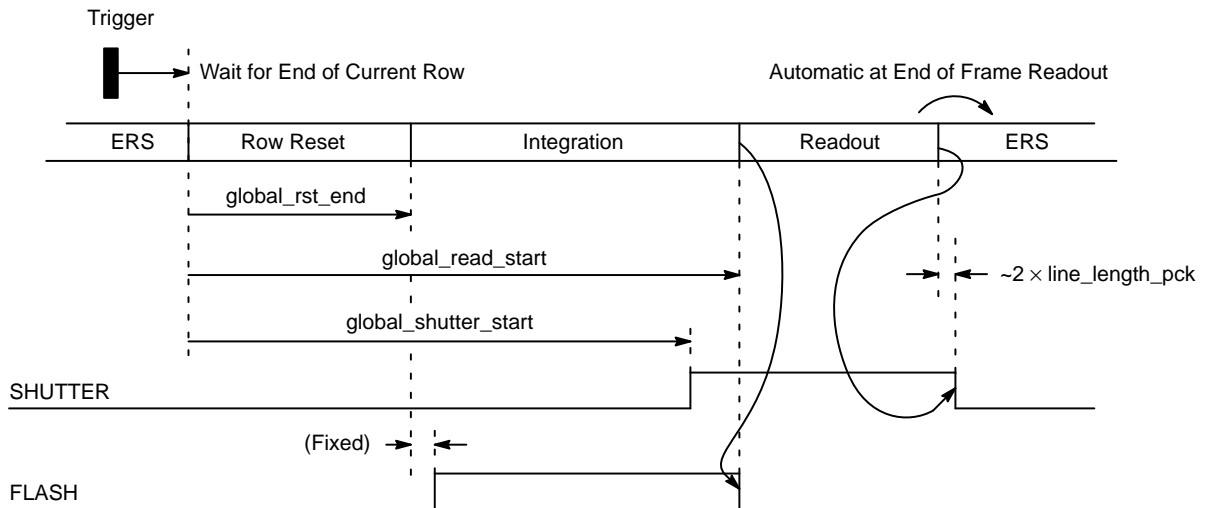 Trigger
Wait for End of Current Row
Automatic at End of Frame Readout
ERS Row Reset Integration Readout ERS
global_rst_end
global_read_start
~2 × line_length_pck
global_shutter_start
SHUTTER
(Fixed)
FLASH